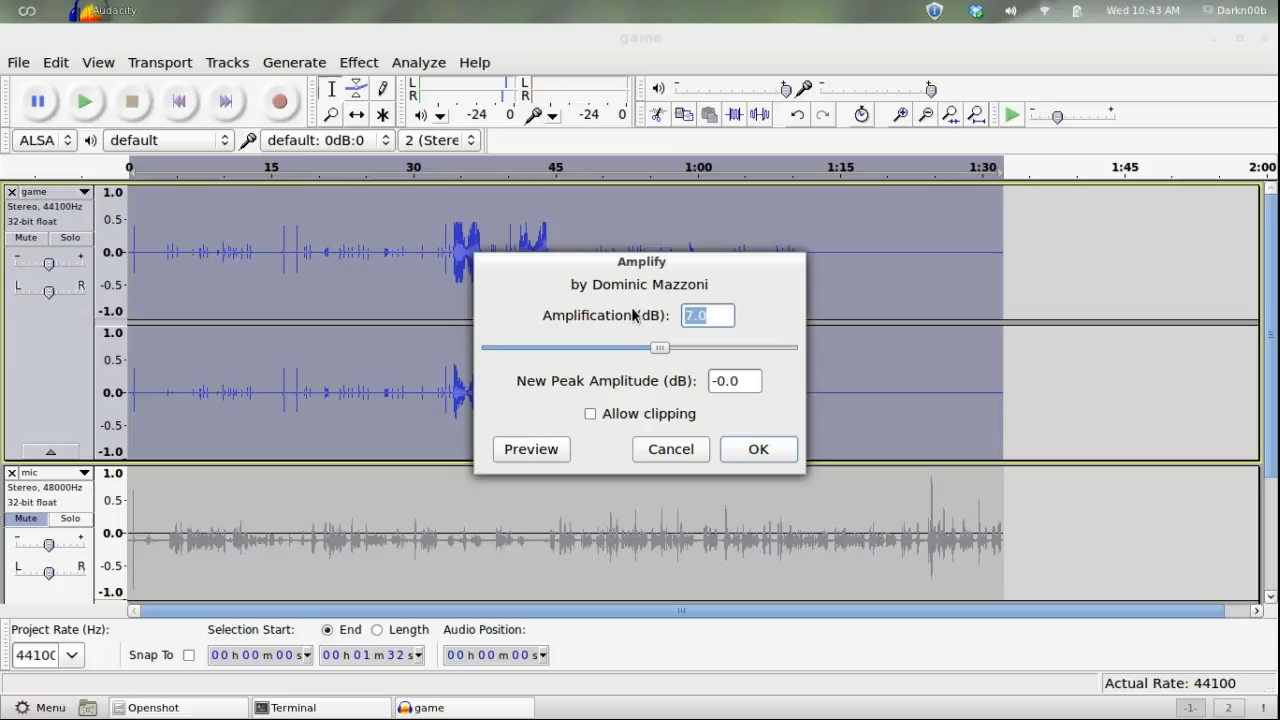 Audacity Wed 10:43 AM Darkn00b
game
File Edit View Transport Tracks Generate Effect Analyze Help
L R -24 0 L R -24 0
ALSA default default: 0dB:0 2 (Stere
0 15 30 45 1:00 1:15 1:30 1:45 2:00
game
Stereo, 44100Hz
32-bit float
Mute Solo
- +
L R
1.0
0.5
0.0
-0.5
-1.0
1.0
0.5
0.0
-0.5
-1.0
Amplify
by Dominic Mazzoni
Amplification (dB): 7.0
New Peak Amplitude (dB): -0.0
Allow clipping
Preview Cancel OK
mic
Stereo, 48000Hz
32-bit float
Mute Solo
- +
L R
1.0
0.5
0.0
-0.5
-1.0
Project Rate (Hz): Selection Start: End Length Audio Position:
44100 Snap To 00 h 00 m 00 s 00 h 01 m 32 s 00 h 00 m 00 s
Actual Rate: 44100
Menu Openshot Terminal game -1- 2 !